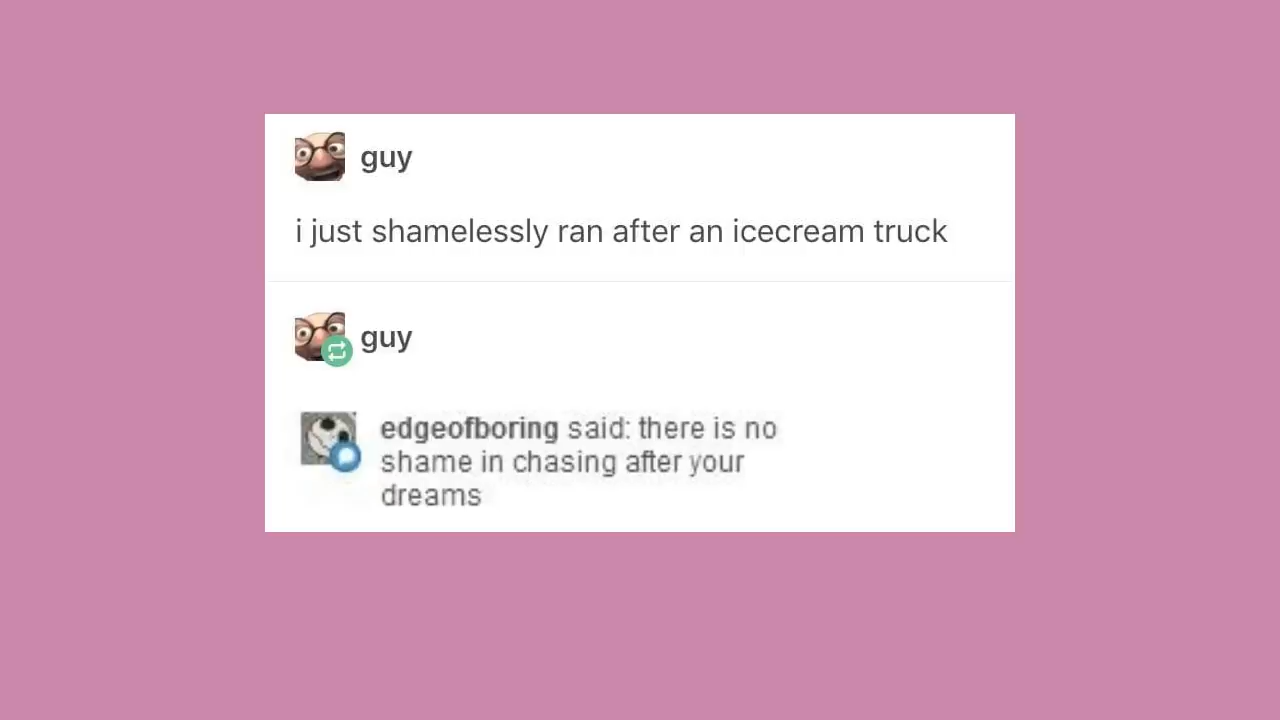 guy
i just shamelessly ran after an icecream truck
guy
edgeofboring said: there is no
shame in chasing after your
dreams